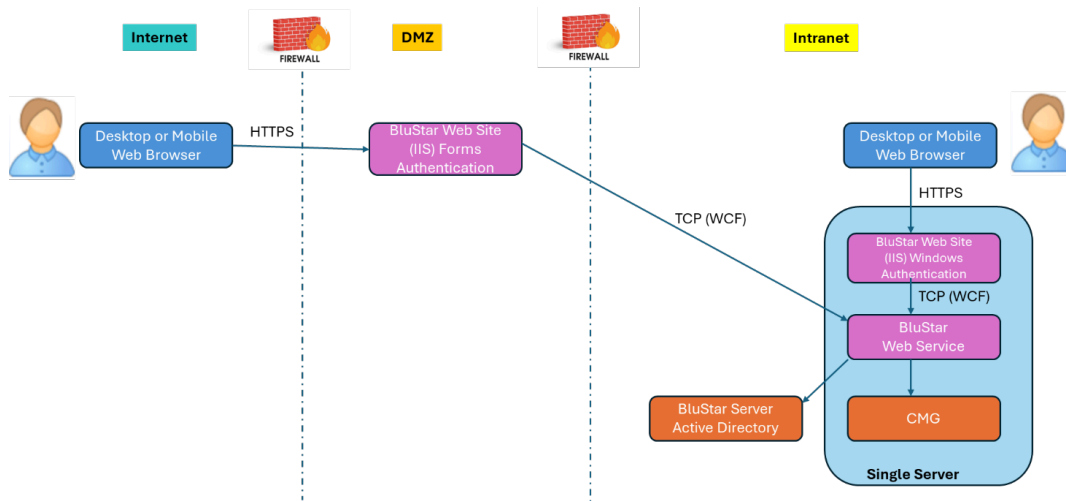 Internet
FIREWALL
DMZ
FIREWALL
Intranet
Desktop or Mobile
Web Browser
HTTPS
BluStar Web Site
(IIS) Forms
Authentication
Desktop or Mobile
Web Browser
HTTPS
TCP (WCF)
BluStar Web Site
(IIS) Windows
Authentication
TCP (WCF)
BluStar
Web Service
BluStar Server
Active Directory
CMG
Single Server